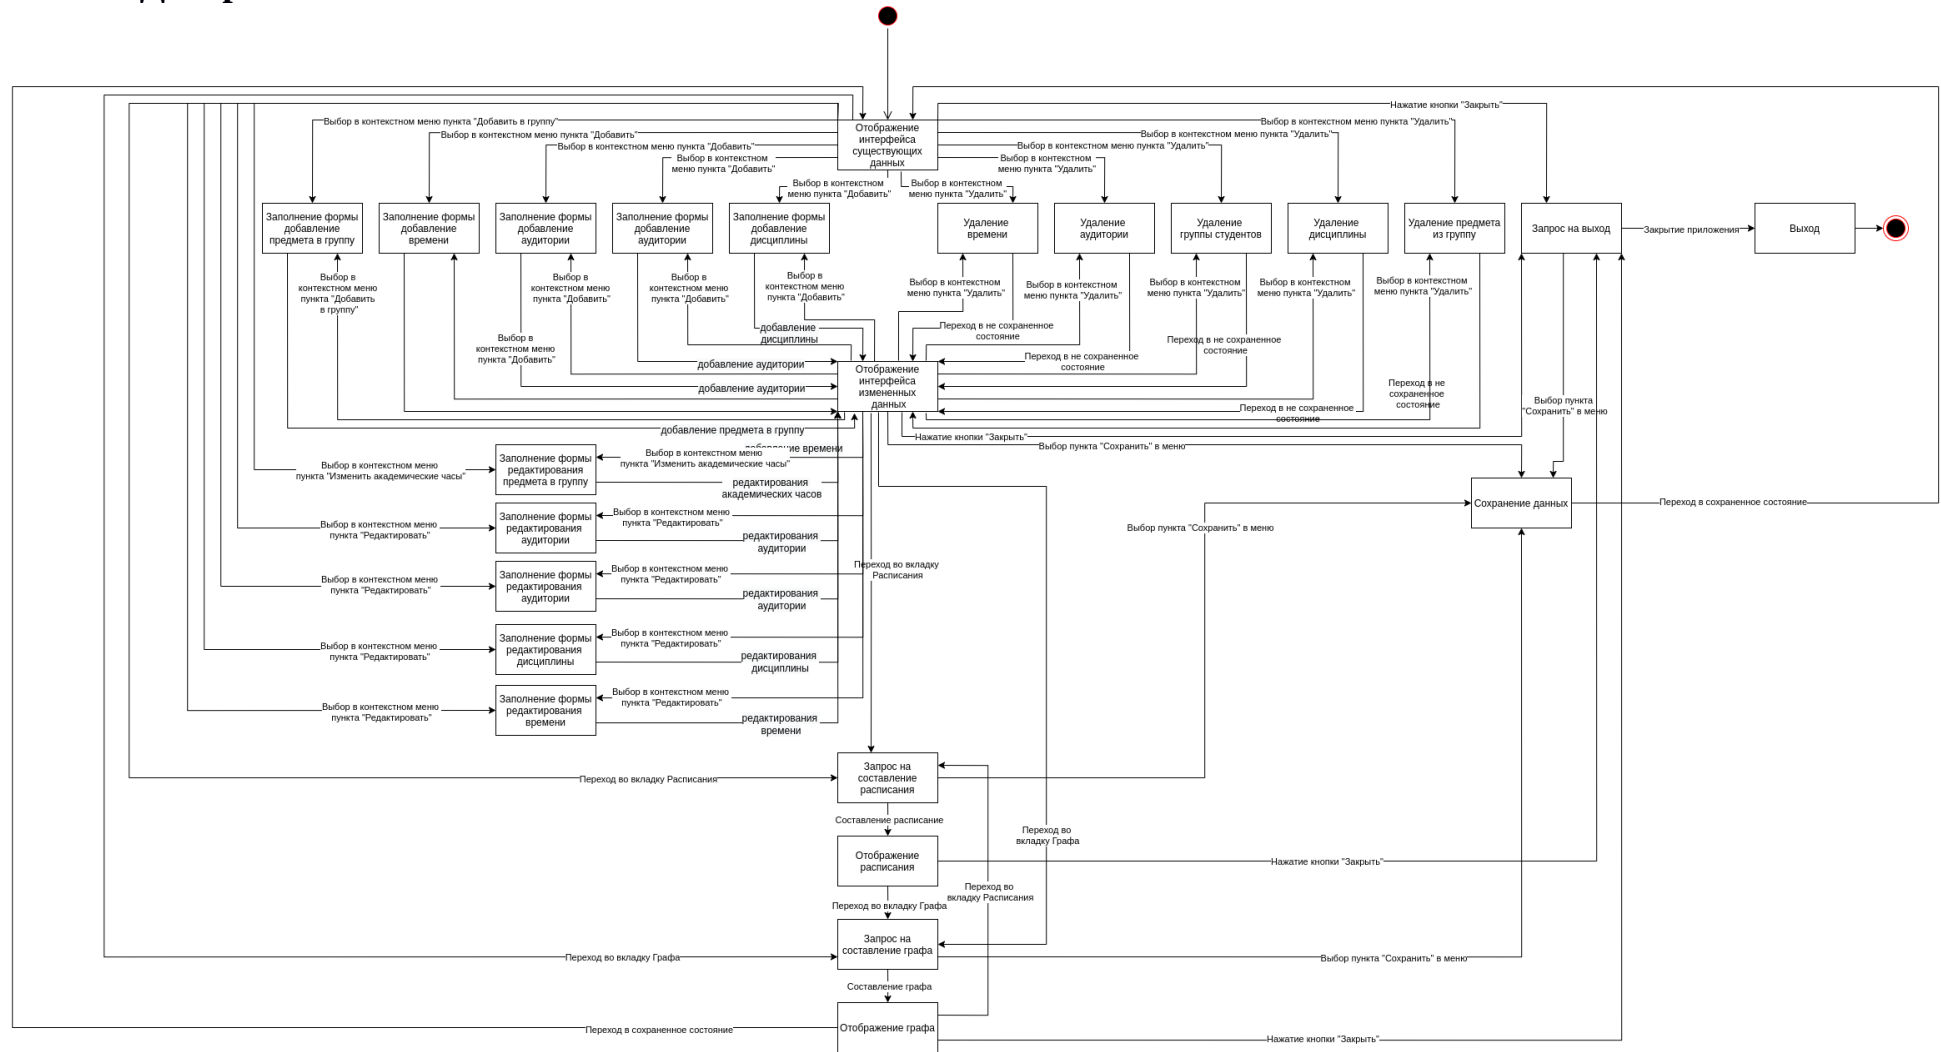 Нажатие кнопки "Закрыть"
Выбор в контекстном меню пункта "Добавить в группу"
Выбор в контекстном меню пункта "Добавить"
Выбор в контекстном меню пункта "Добавить"
Выбор в контекстном
меню пункта "Добавить"
Выбор в контекстном
меню пункта "Добавить"
Отображение
интерфейса
существующих
данных
Выбор в контекстном меню пункта "Удалить"
Выбор в контекстном меню пункта "Удалить"
Выбор в контекстном меню пункта "Удалить"
Выбор в контекстном
меню пункта "Удалить"
Выбор в контекстном
меню пункта "Удалить"
Заполнение формы
добавление
предмета в группу
Заполнение формы
добавление
времени
Заполнение формы
добавление
аудитории
Заполнение формы
добавление
аудитории
Заполнение формы
добавление
дисциплины
Удаление
времени
Удаление
аудитории
Удаление
группы студентов
Удаление
дисциплины
Удаление предмета
из группу
Запрос на выход
Закрытие приложения
Выход
Выбор в
контекстном меню
пункта "Добавить
в группу"
Выбор в
контекстном меню
пункта "Добавить"
Выбор в
контекстном меню
пункта "Добавить"
Выбор в
контекстном меню
пункта "Добавить"
Выбор в
контекстном меню
пункта "Добавить"
Выбор в контекстном
меню пункта "Удалить"
Выбор в контекстном
меню пункта "Удалить"
Выбор в контекстном
меню пункта "Удалить"
Выбор в контекстном
меню пункта "Удалить"
Выбор в контекстном
меню пункта "Удалить"
добавление
дисциплины
добавление аудитории
добавление аудитории
добавление предмета в группу
добавление времени
Отображение
интерфейса
измененных
данных
Переход в не сохраненное
состояние
Переход в не сохраненное
состояние
Переход в не сохраненное
состояние
Переход в не сохраненное
состояние
Переход в не
сохраненное
состояние
Выбор пункта
"Сохранить" в меню
Нажатие кнопки "Закрыть"
Выбор пункта "Сохранить" в меню
Выбор в контекстном меню
пункта "Изменить академические часы"
Заполнение формы
редактирования
предмета в группу
Выбор в контекстном меню
пункта "Изменить академические часы"
редактирования
академических часов
Выбор в контекстном меню
пункта "Редактировать"
Заполнение формы
редактирования
аудитории
Выбор в контекстном меню
пункта "Редактировать"
редактирования
аудитории
Выбор в контекстном меню
пункта "Редактировать"
Заполнение формы
редактирования
аудитории
Выбор в контекстном меню
пункта "Редактировать"
редактирования
аудитории
Выбор в контекстном меню
пункта "Редактировать"
Заполнение формы
редактирования
дисциплины
Выбор в контекстном меню
пункта "Редактировать"
редактирования
дисциплины
Выбор в контекстном меню
пункта "Редактировать"
Заполнение формы
редактирования
времени
Выбор в контекстном меню
пункта "Редактировать"
редактирования
времени
Переход во вкладку
Расписания
Выбор пункта "Сохранить" в меню
Сохранение данных
Переход в сохраненное состояние
Переход во вкладку Расписания
Запрос на
составление
расписания
Составление расписание
Переход во
вкладку Графа
Отображение
расписания
Нажатие кнопки "Закрыть"
Переход во
вкладку Расписания
Переход во вкладку Графа
Запрос на
составление графа
Переход во вкладку Графа
Выбор пункта "Сохранить" в меню
Составление графа
Отображение графа
Переход в сохраненное состояние
Нажатие кнопки "Закрыть"